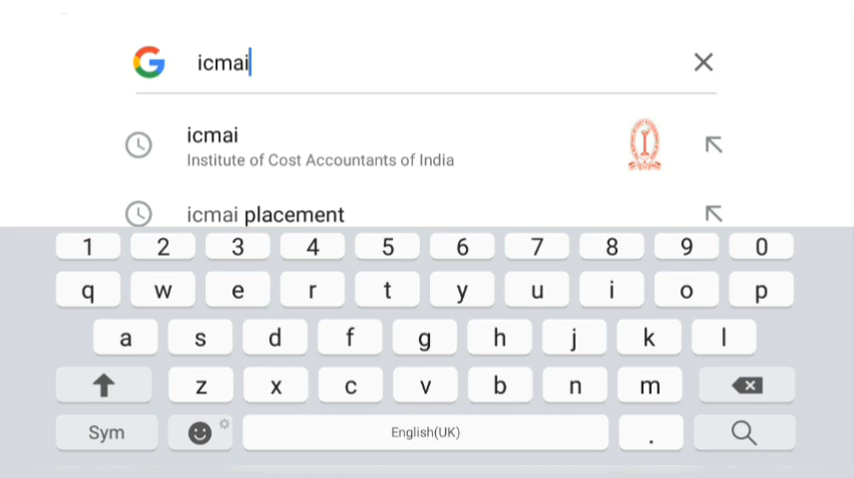 icmai
icmai
Institute of Cost Accountants of India
icmai placement
1 2 3 4 5 6 7 8 9 0
q w e r t y u i o p
a s d f g h j k l
z x c v b n m
Sym English(UK) .